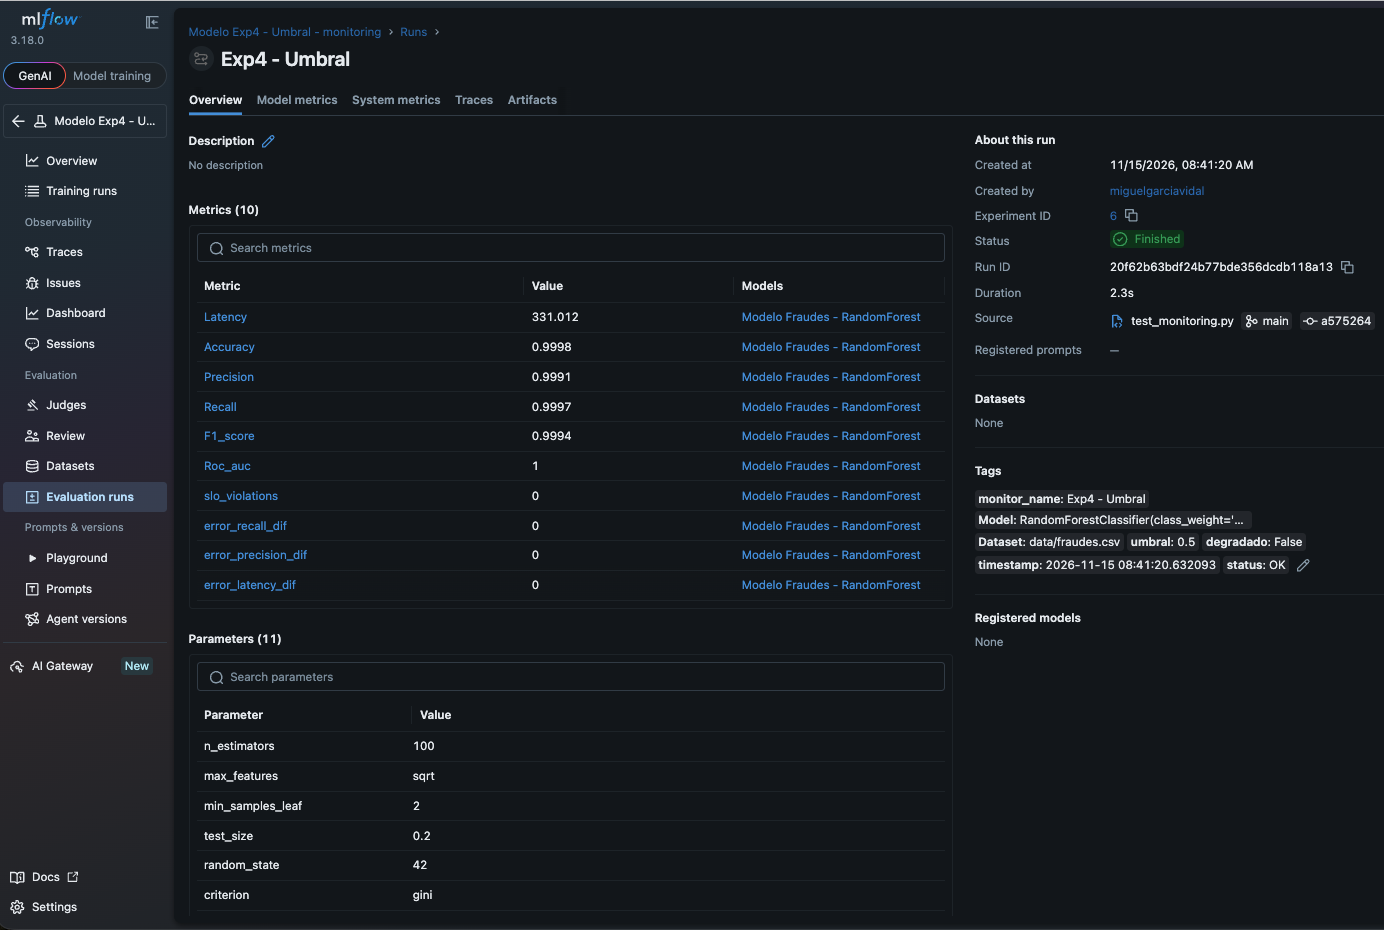 mlflow
3.18.0
GenAI Model training
Modelo Exp4 - U...
Overview
Training runs
Observability
Traces
Issues
Dashboard
Sessions
Evaluation
Judges
Review
Datasets
Evaluation runs
Prompts & versions
Playground
Prompts
Agent versions
AI Gateway New
Docs
Settings
Modelo Exp4 - Umbral - monitoring > Runs >
Exp4 - Umbral
Overview Model metrics System metrics Traces Artifacts
Description
No description
Metrics (10)
Search metrics
Metric Value Models
Latency 331.012 Modelo Fraudes - RandomForest
Accuracy 0.9998 Modelo Fraudes - RandomForest
Precision 0.9991 Modelo Fraudes - RandomForest
Recall 0.9997 Modelo Fraudes - RandomForest
F1_score 0.9994 Modelo Fraudes - RandomForest
Roc_auc 1 Modelo Fraudes - RandomForest
slo_violations 0 Modelo Fraudes - RandomForest
error_recall_dif 0 Modelo Fraudes - RandomForest
error_precision_dif 0 Modelo Fraudes - RandomForest
error_latency_dif 0 Modelo Fraudes - RandomForest
Parameters (11)
Search parameters
Parameter Value
n_estimators 100
max_features sqrt
min_samples_leaf 2
test_size 0.2
random_state 42
criterion gini
About this run
Created at 11/15/2026, 08:41:20 AM
Created by miguelgarciavidal
Experiment ID 6
Status Finished
Run ID 20f62b63bdf24b77bde356dcdb118a13
Duration 2.3s
Source test_monitoring.py main a575264
Registered prompts —
Datasets
None
Tags
monitor_name: Exp4 - Umbral
Model: RandomForestClassifier(class_weight='...
Dataset: data/fraudes.csv umbral: 0.5 degradado: False
timestamp: 2026-11-15 08:41:20.632093 status: OK
Registered models
None